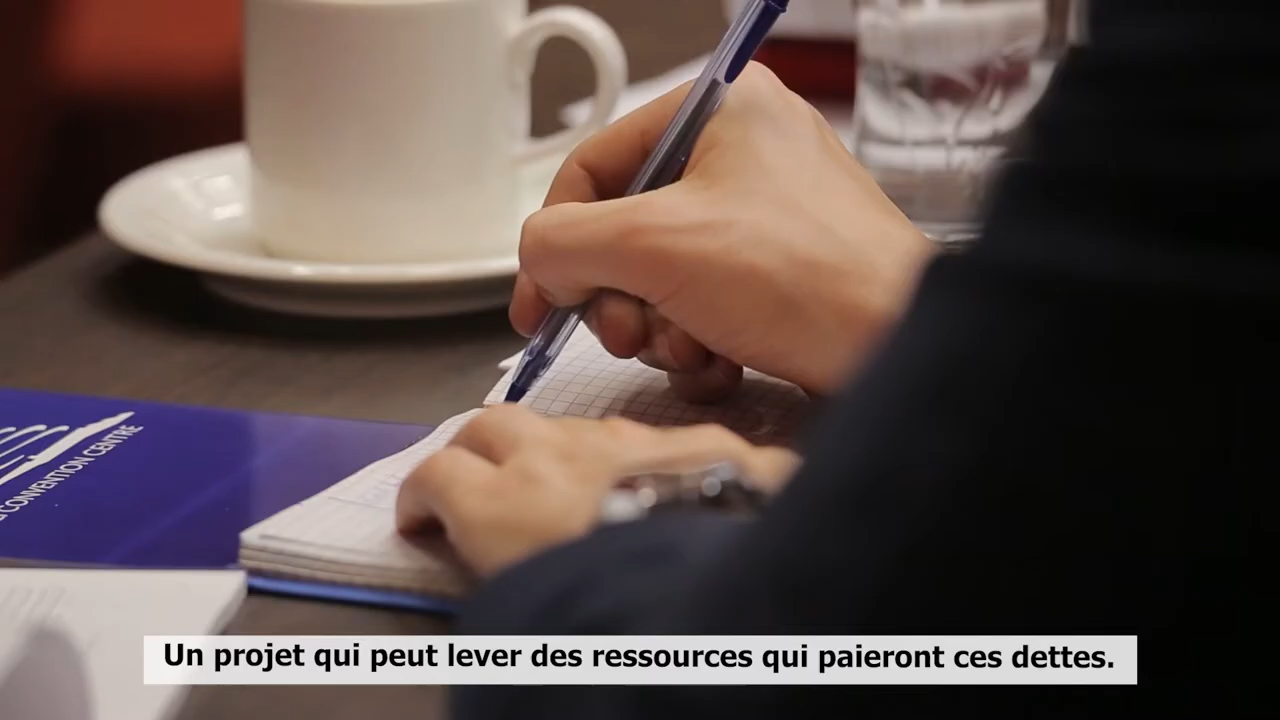 CONVENTION CENTRE
Un projet qui peut lever des ressources qui paieront ces dettes.